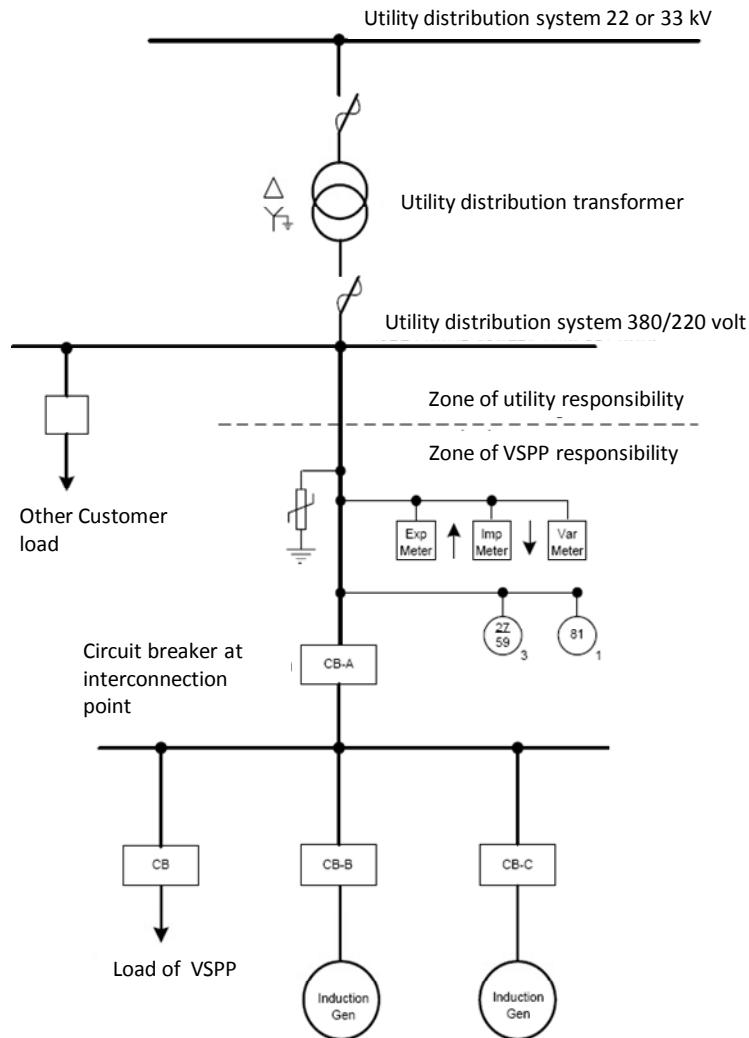 Utility distribution system 22 or 33 kV
Utility distribution transformer
Utility distribution system 380/220 volt
Zone of utility responsibility
Zone of VSPP responsibility
Other Customer
load
Exp
Meter
Imp
Meter
Var
Meter
27
59
3
81
1
Circuit breaker at
interconnection
point
CB-A
CB
CB-B
CB-C
Load of VSPP
Induction
Gen
Induction
Gen